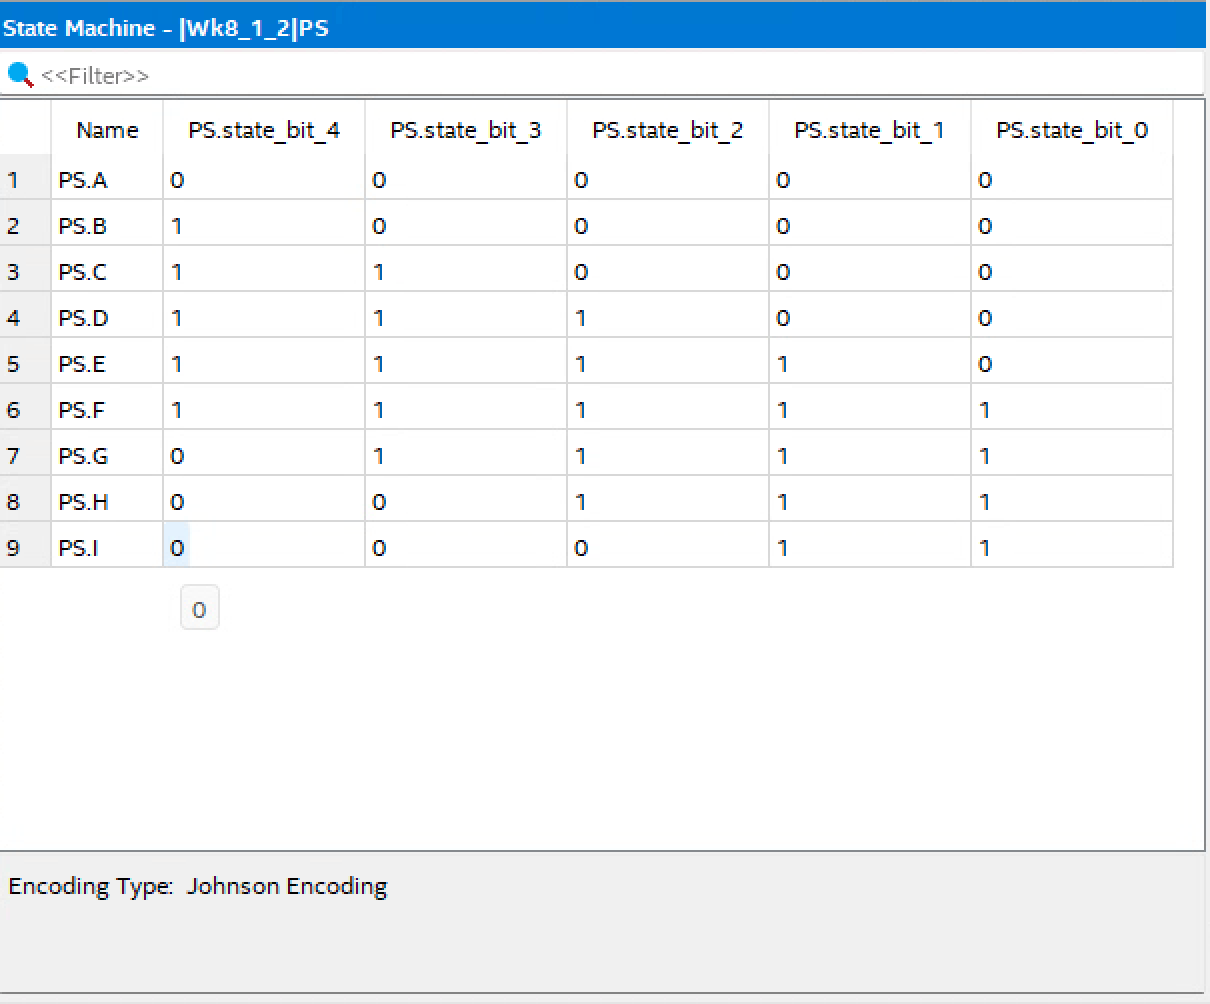 State Machine - |Wk8_1_2|PS
<<Filter>>
Name PS.state_bit_4 PS.state_bit_3 PS.state_bit_2 PS.state_bit_1 PS.state_bit_0
1 PS.A 0 0 0 0 0
2 PS.B 1 0 0 0 0
3 PS.C 1 1 0 0 0
4 PS.D 1 1 1 0 0
5 PS.E 1 1 1 1 0
6 PS.F 1 1 1 1 1
7 PS.G 0 1 1 1 1
8 PS.H 0 0 1 1 1
9 PS.I 0 0 0 1 1
0
Encoding Type: Johnson Encoding